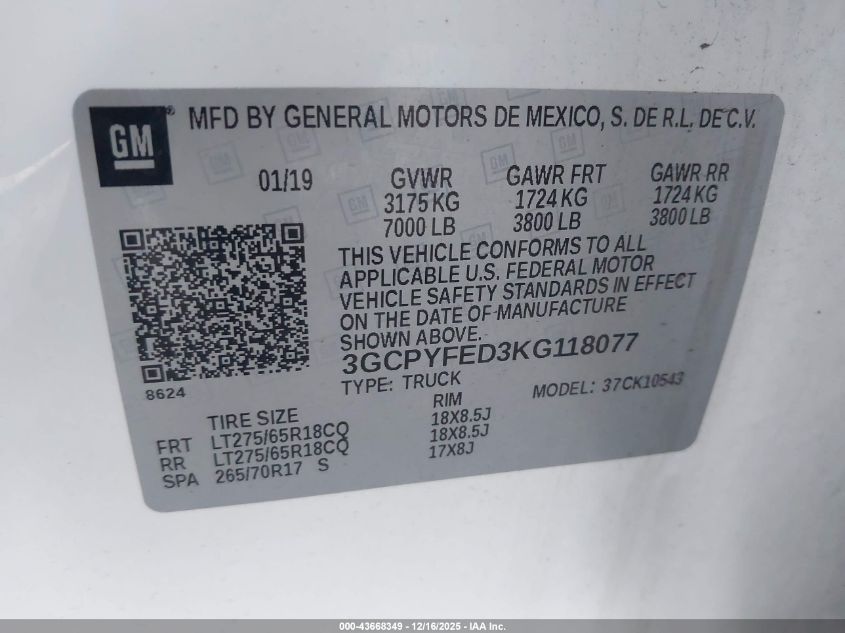 GM® MFD BY GENERAL MOTORS DE MEXICO, S. DE R.L. DE C.V.
01/19 GVWR GAWR FRT GAWR RR
3175 KG 1724 KG 1724 KG
7000 LB 3800 LB 3800 LB
THIS VEHICLE CONFORMS TO ALL
APPLICABLE U.S. FEDERAL MOTOR
VEHICLE SAFETY STANDARDS IN EFFECT
ON THE DATE OF MANUFACTURE
SHOWN ABOVE.
3GCPYFED3KG118077
TYPE: TRUCK MODEL: 37CK10543
8624
TIRE SIZE RIM
FRT LT275/65R18CQ 18X8.5J
RR LT275/65R18CQ 18X8.5J
SPA 265/70R17 S 17X8J
000-43668349 - 12/16/2025 - IAA Inc.